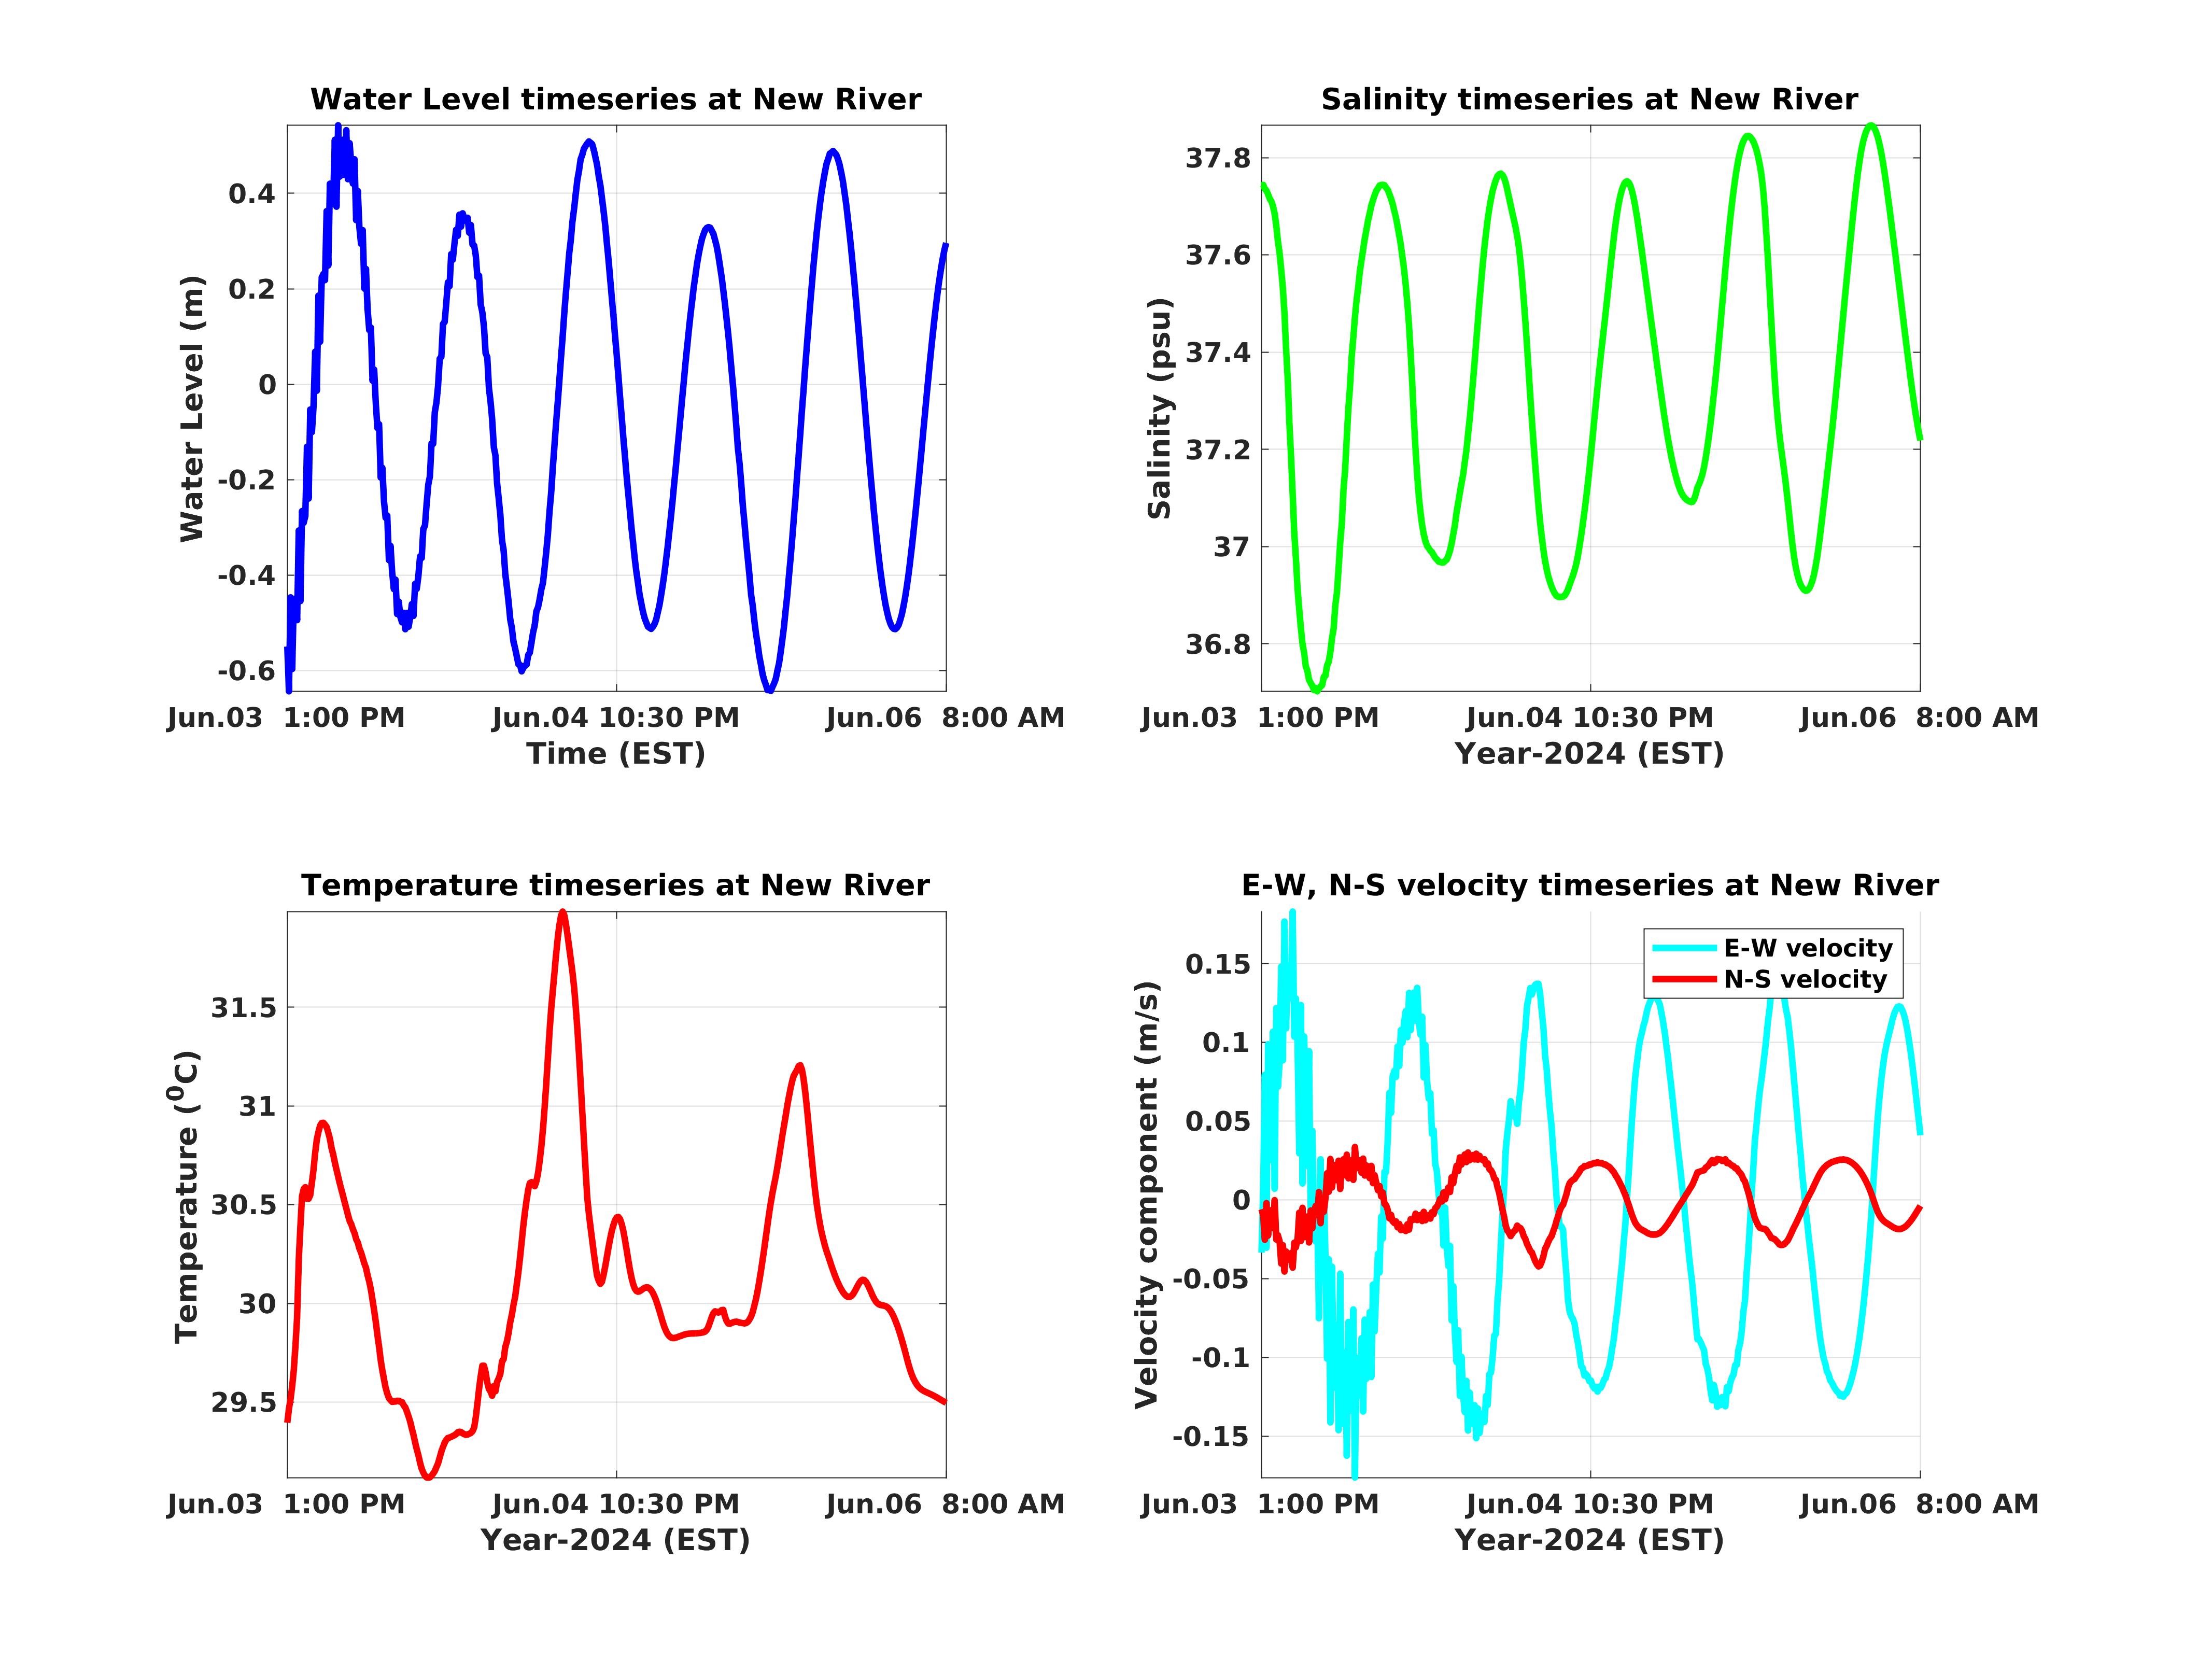 Water Level timeseries at New River
Water Level (m)
0.4
0.2
0
-0.2
-0.4
-0.6
Jun.03 1:00 PM Jun.04 10:30 PM Jun.06 8:00 AM
Time (EST)
Salinity timeseries at New River
Salinity (psu)
37.8
37.6
37.4
37.2
37
36.8
Jun.03 1:00 PM Jun.04 10:30 PM Jun.06 8:00 AM
Year-2024 (EST)
Temperature timeseries at New River
Temperature (⁰C)
31.5
31
30.5
30
29.5
Jun.03 1:00 PM Jun.04 10:30 PM Jun.06 8:00 AM
Year-2024 (EST)
E-W, N-S velocity timeseries at New River
Velocity component (m/s)
0.15
0.1
0.05
0
-0.05
-0.1
-0.15
E-W velocity
N-S velocity
Jun.03 1:00 PM Jun.04 10:30 PM Jun.06 8:00 AM
Year-2024 (EST)